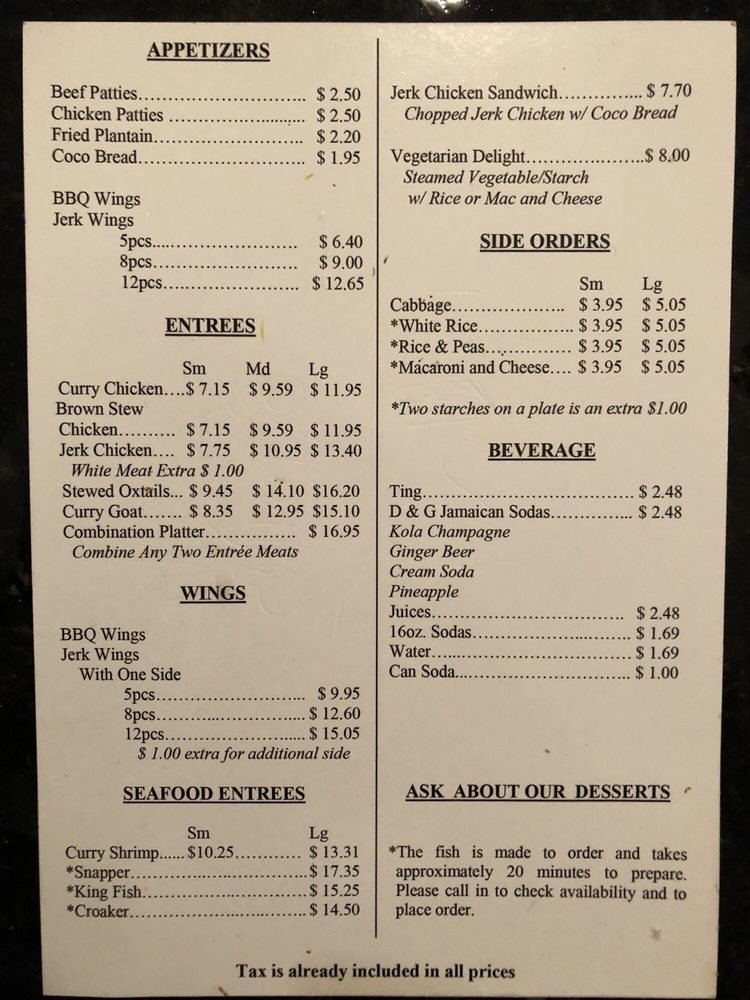 APPETIZERS
Beef Patties............................... $ 2.50
Chicken Patties ......................... $ 2.50
Fried Plantain............................ $ 2.20
Coco Bread............................... $ 1.95
BBQ Wings
Jerk Wings
5pcs........................... $ 6.40
8pcs........................... $ 9.00
12pcs......................... $ 12.65
ENTREES
Sm Md Lg
Curry Chicken....$ 7.15 $ 9.59 $ 11.95
Brown Stew
Chicken.......... $ 7.15 $ 9.59 $ 11.95
Jerk Chicken.... $ 7.75 $ 10.95 $ 13.40
White Meat Extra $ 1.00
Stewed Oxtails... $ 9.45 $ 14.10 $16.20
Curry Goat....... $ 8.35 $ 12.95 $15.10
Combination Platter................ $ 16.95
Combine Any Two Entrée Meats
WINGS
BBQ Wings
Jerk Wings
With One Side
5pcs............................ $ 9.95
8pcs............................ $ 12.60
12pcs.......................... $ 15.05
$ 1.00 extra for additional side
SEAFOOD ENTREES
Sm Lg
Curry Shrimp...... $10.25............ $ 13.31
*Snapper................................ $ 17.35
*King Fish.............................. $ 15.25
*Croaker................................ $ 14.50
Jerk Chicken Sandwich............... $ 7.70
Chopped Jerk Chicken w/ Coco Bread
Vegetarian Delight......................$ 8.00
Steamed Vegetable/Starch
w/ Rice or Mac and Cheese
SIDE ORDERS
Sm Lg
Cabbage.................... $ 3.95 $ 5.05
*White Rice................. $ 3.95 $ 5.05
*Rice & Peas................ $ 3.95 $ 5.05
*Macaroni and Cheese.... $ 3.95 $ 5.05
*Two starches on a plate is an extra $1.00
BEVERAGE
Ting...................................... $ 2.48
D & G Jamaican Sodas............... $ 2.48
Kola Champagne
Ginger Beer
Cream Soda
Pineapple
Juices................................... $ 2.48
16oz. Sodas............................ $ 1.69
Water.................................... $ 1.69
Can Soda................................ $ 1.00
ASK ABOUT OUR DESSERTS
*The fish is made to order and takes
approximately 20 minutes to prepare.
Please call in to check availability and to
place order.
Tax is already included in all prices